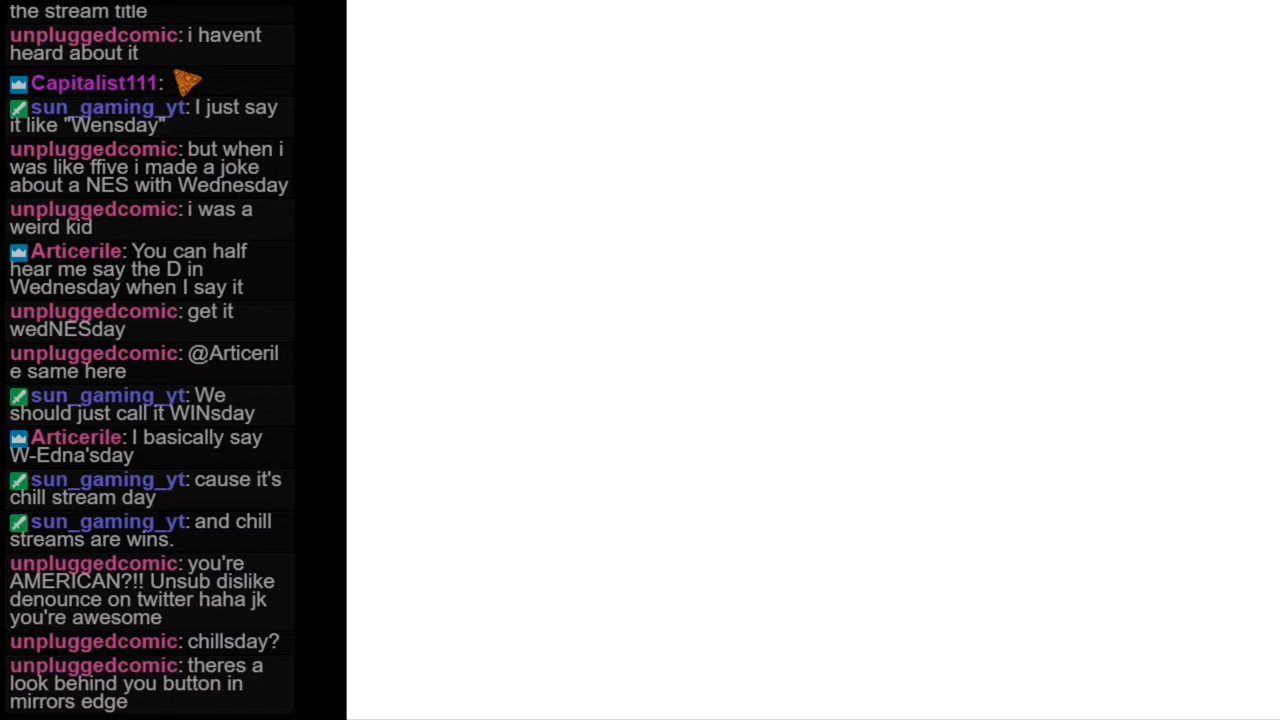 the stream title
unpluggedcomic: i havent
heard about it
Capitalist111:
sun_gaming_yt: I just say
it like "Wensday"
unpluggedcomic: but when i
was like ffive i made a joke
about a NES with Wednesday
unpluggedcomic: i was a
weird kid
Articerile: You can half
hear me say the D in
Wednesday when I say it
unpluggedcomic: get it
wedNESday
unpluggedcomic: @Articeril
e same here
sun_gaming_yt: We
should just call it WINsday
Articerile: I basically say
W-Edna'sday
sun_gaming_yt: cause it's
chill stream day
sun_gaming_yt: and chill
streams are wins.
unpluggedcomic: you're
AMERICAN?!! Unsub dislike
denounce on twitter haha jk
you're awesome
unpluggedcomic: chillsday?
unpluggedcomic: theres a
look behind you button in
mirrors edge